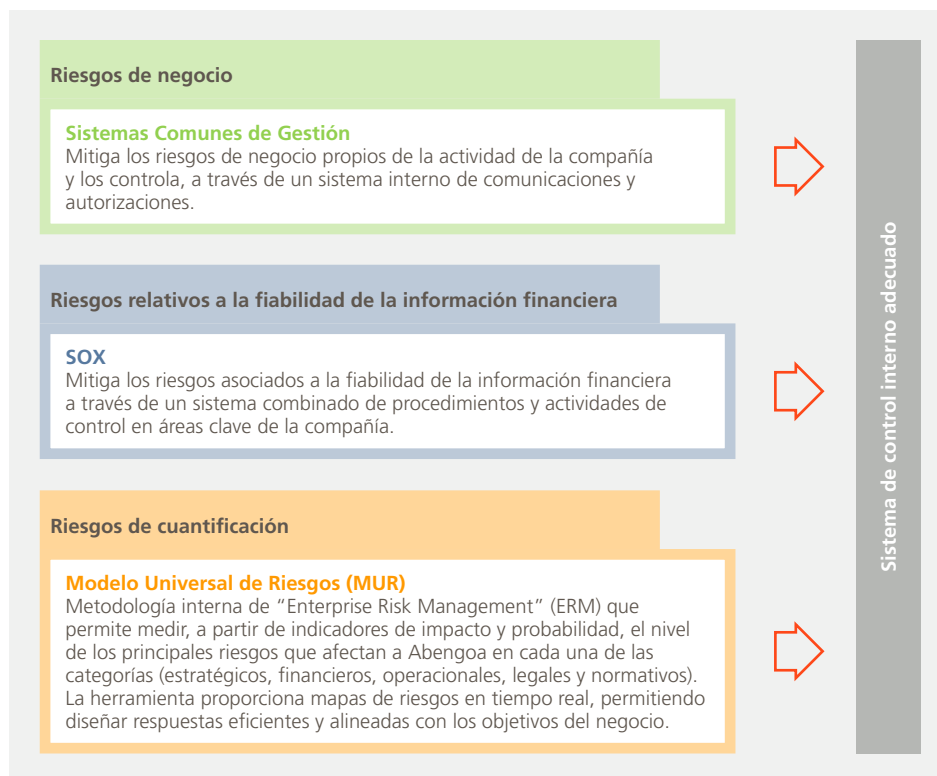 Riesgos de negocio
Sistemas Comunes de Gestión
Mitiga los riesgos de negocio propios de la actividad de la compañía
y los controla, a través de un sistema interno de comunicaciones y
autorizaciones.
Riesgos relativos a la fiabilidad de la información financiera
SOX
Mitiga los riesgos asociados a la fiabilidad de la información financiera
a través de un sistema combinado de procedimientos y actividades de
control en áreas clave de la compañía.
Riesgos de cuantificación
Modelo Universal de Riesgos (MUR)
Metodología interna de “Enterprise Risk Management” (ERM) que
permite medir, a partir de indicadores de impacto y probabilidad, el nivel
de los principales riesgos que afectan a Abengoa en cada una de las
categorías (estratégicos, financieros, operacionales, legales y normativos).
La herramienta proporciona mapas de riesgos en tiempo real, permitiendo
diseñar respuestas eficientes y alineadas con los objetivos del negocio.
Sistema de control interno adecuado